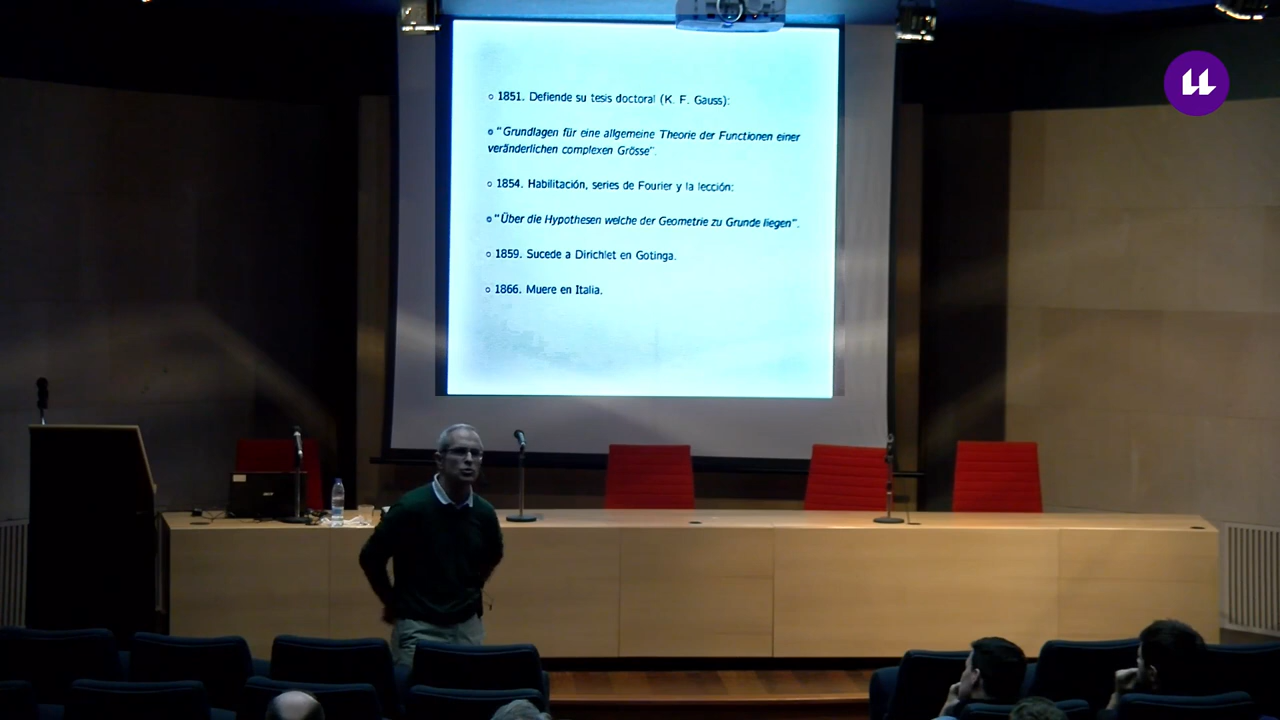 ○ 1851. Defiende su tesis doctoral (K. F. Gauss):
○ "Grundlagen für eine allgemeine Theorie der Functionen einer
veränderlichen complexen Grösse".
○ 1854. Habilitación, series de Fourier y la lección:
○ "Über die Hypothesen welche der Geometrie zu Grunde liegen".
○ 1859. Sucede a Dirichlet en Gotinga.
○ 1866. Muere en Italia.